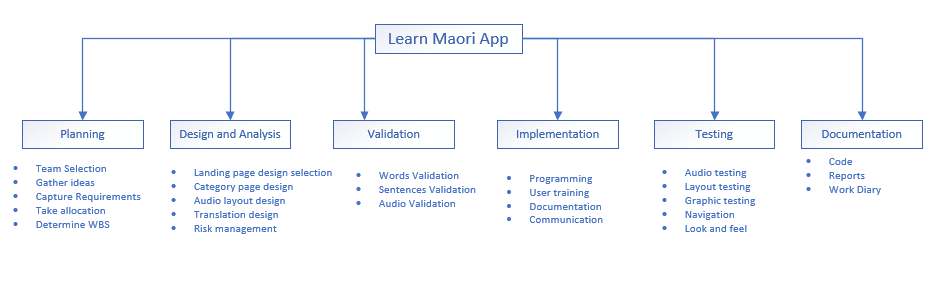 Learn Maori App
Planning
Team Selection
Gather ideas
Capture Requirements
Take allocation
Determine WBS
Design and Analysis
Landing page design selection
Category page design
Audio layout design
Translation design
Risk management
Validation
Words Validation
Sentences Validation
Audio Validation
Implementation
Programming
User training
Documentation
Communication
Testing
Audio testing
Layout testing
Graphic testing
Navigation
Look and feel
Documentation
Code
Reports
Work Diary